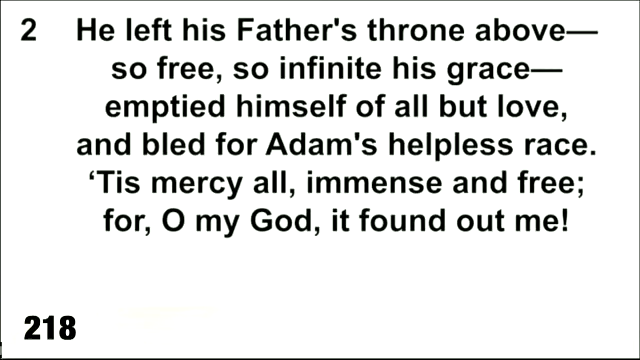 2 He left his Father's throne above—
so free, so infinite his grace—
emptied himself of all but love,
and bled for Adam's helpless race.
‘Tis mercy all, immense and free;
for, O my God, it found out me!
218